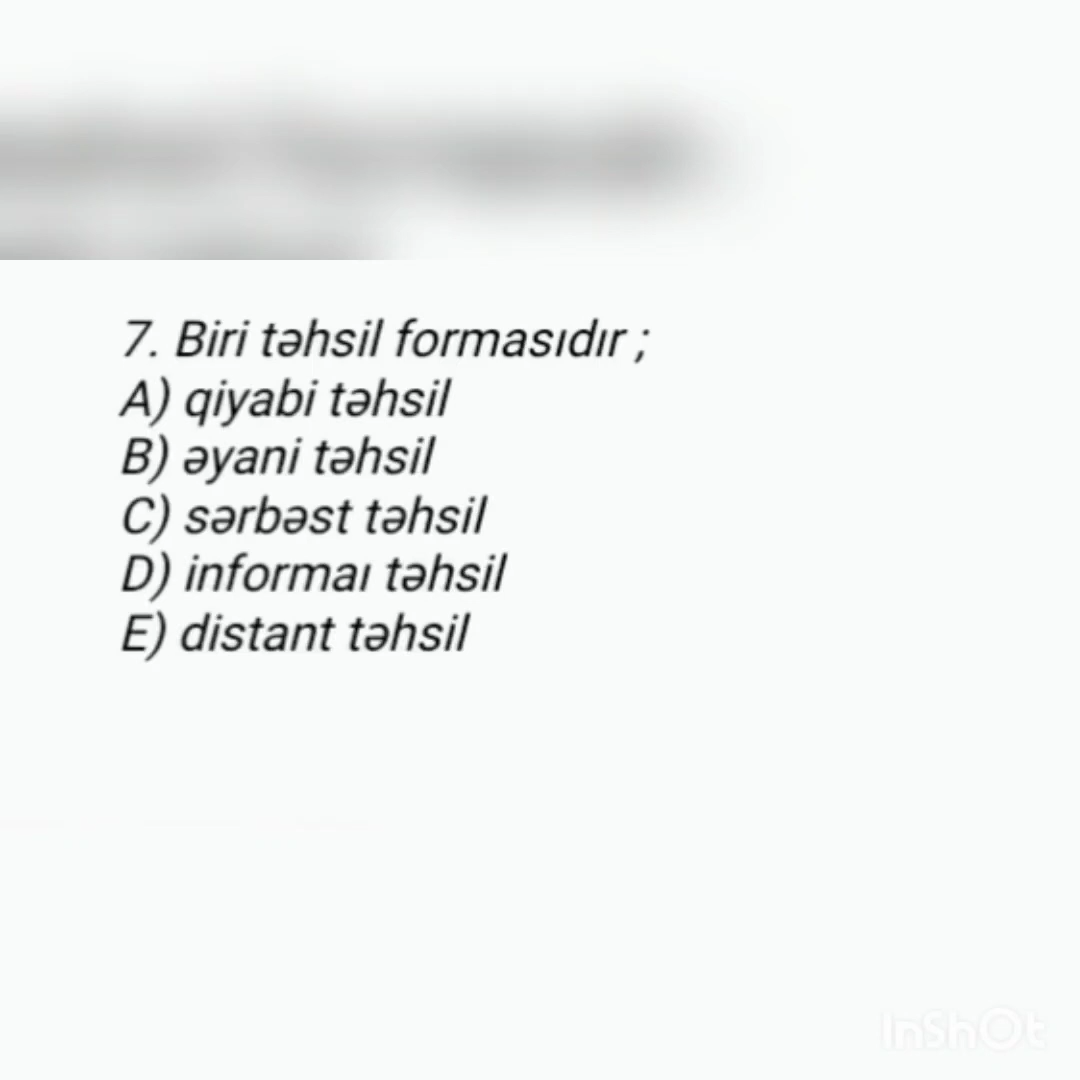 7. Biri təhsil formasıdır ;
A) qiyabi təhsil
B) əyani təhsil
C) sərbəst təhsil
D) informaı təhsil
E) distant təhsil
InShOt